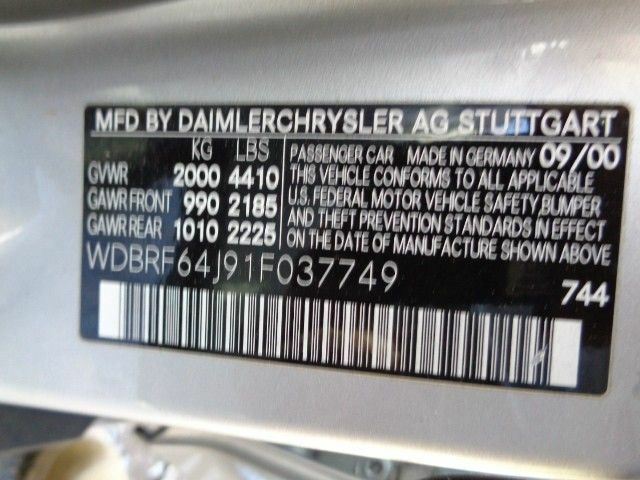 MFD BY DAIMLERCHRYSLER AG STUTTGART
KG LBS
GVWR 2000 4410
GAWR FRONT 990 2185
GAWR REAR 1010 2225
PASSENGER CAR MADE IN GERMANY 09/00
THIS VEHICLE CONFORMS TO ALL APPLICABLE
U.S. FEDERAL MOTOR VEHICLE SAFETY, BUMPER
AND THEFT PREVENTION STANDARDS IN EFFECT
ON THE DATE OF MANUFACTURE SHOWN ABOVE
WDBRF64J91F037749
744